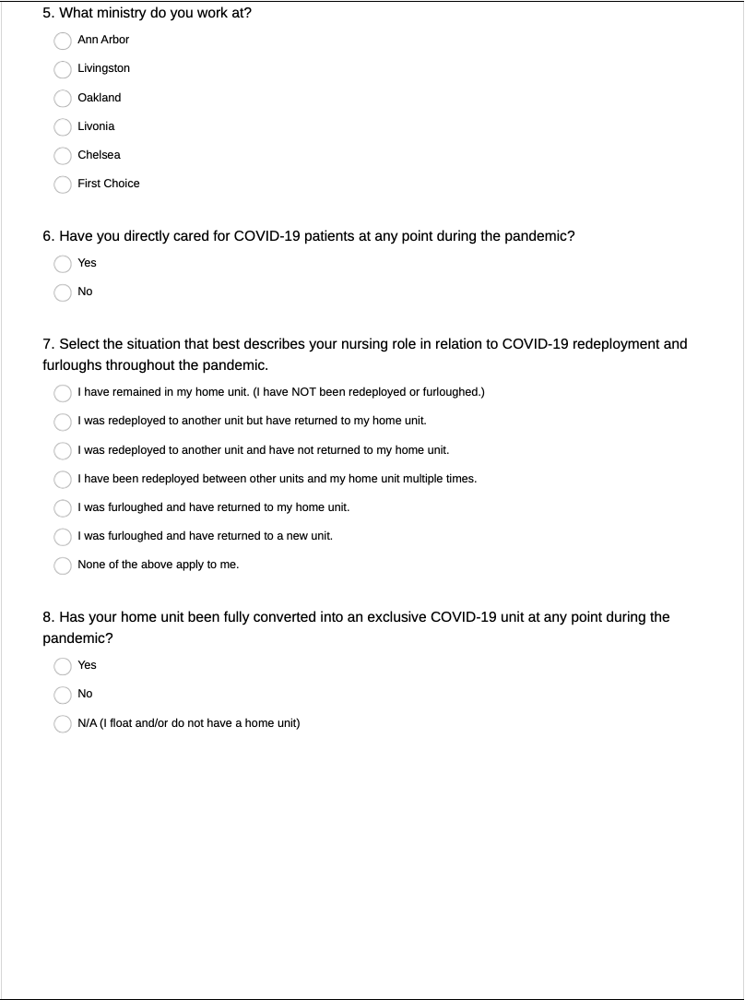 5. What ministry do you work at?
Ann Arbor
Livingston
Oakland
Livonia
Chelsea
First Choice
6. Have you directly cared for COVID-19 patients at any point during the pandemic?
Yes
No
7. Select the situation that best describes your nursing role in relation to COVID-19 redeployment and
furloughs throughout the pandemic.
I have remained in my home unit. (I have NOT been redeployed or furloughed.)
I was redeployed to another unit but have returned to my home unit.
I was redeployed to another unit and have not returned to my home unit.
I have been redeployed between other units and my home unit multiple times.
I was furloughed and have returned to my home unit.
I was furloughed and have returned to a new unit.
None of the above apply to me.
8. Has your home unit been fully converted into an exclusive COVID-19 unit at any point during the
pandemic?
Yes
No
N/A (I float and/or do not have a home unit)